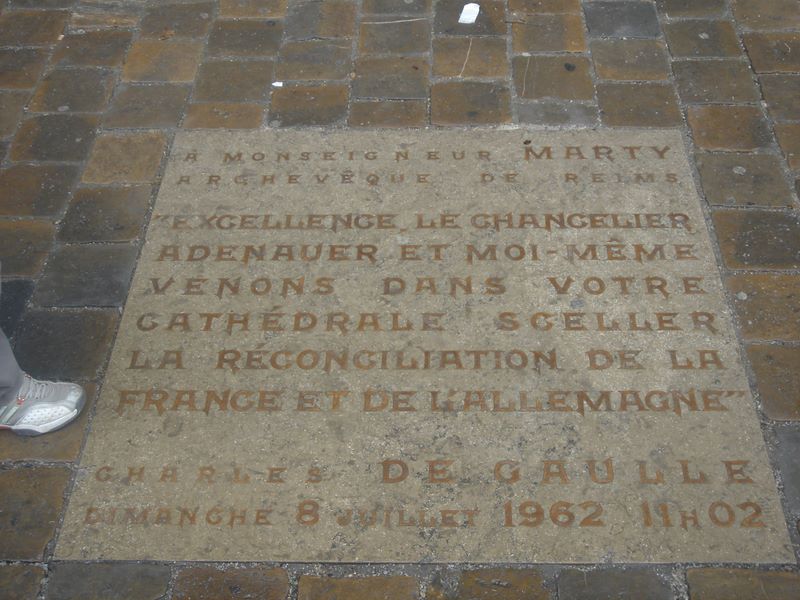 À MONSEIGNEUR MARTY
ARCHEVÊQUE DE REIMS
"EXCELLENCE, LE CHANCELIER
ADENAUER ET MOI-MÊME
VENONS DANS VOTRE
CATHÉDRALE SCELLER
LA RÉCONCILIATION DE LA
FRANCE ET DE L'ALLEMAGNE"
CHARLES DE GAULLE
DIMANCHE 8 JUILLET 1962 11H02